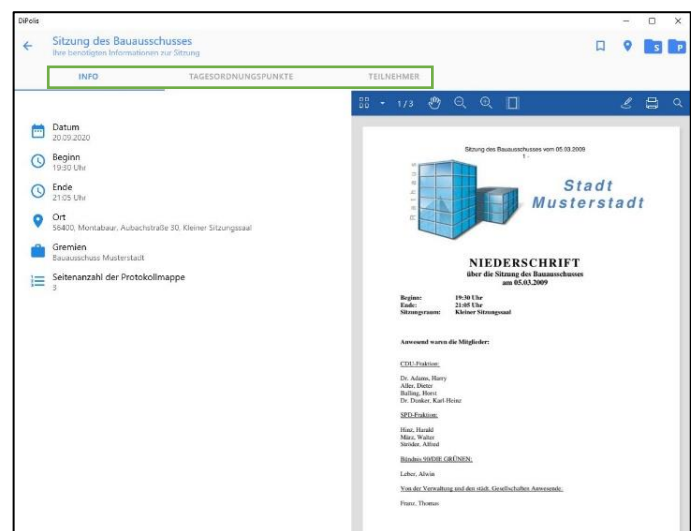 DiPolis
Sitzung des Bauausschusses
Ihre benötigten Informationen zur Sitzung
S P
INFO TAGESORDNUNGSPUNKTE TEILNEHMER
1/3
Datum
20.09.2020
Beginn
19:30 Uhr
Ende
21:05 Uhr
Ort
56400, Montabaur, Aubachstraße 30, Kleiner Sitzungssaal
Gremien
Bauausschuss Musterstadt
Seitenanzahl der Protokollmappe
3
Sitzung des Bauausschusses vom 05.03.2009
1
Rathaus
Stadt
Musterstadt
NIEDERSCHRIFT
über die Sitzung des Bauausschusses
am 05.03.2009
Beginn: 19:30 Uhr
Ende: 21:05 Uhr
Sitzungsraum: Kleiner Sitzungssaal
Anwesend waren die Mitglieder:
CDU-Fraktion:
Dr. Adams, Harry
Aller, Dieter
Balling, Horst
Dr. Dunker, Karl-Heinz
SPD-Fraktion:
Hinz, Harald
März, Walter
Ströder, Alfred
Bündnis 90/DIE GRÜNEN:
Leber, Alwin
Von der Verwaltung und den städt. Gesellschaften Anwesende:
Franz, Thomas